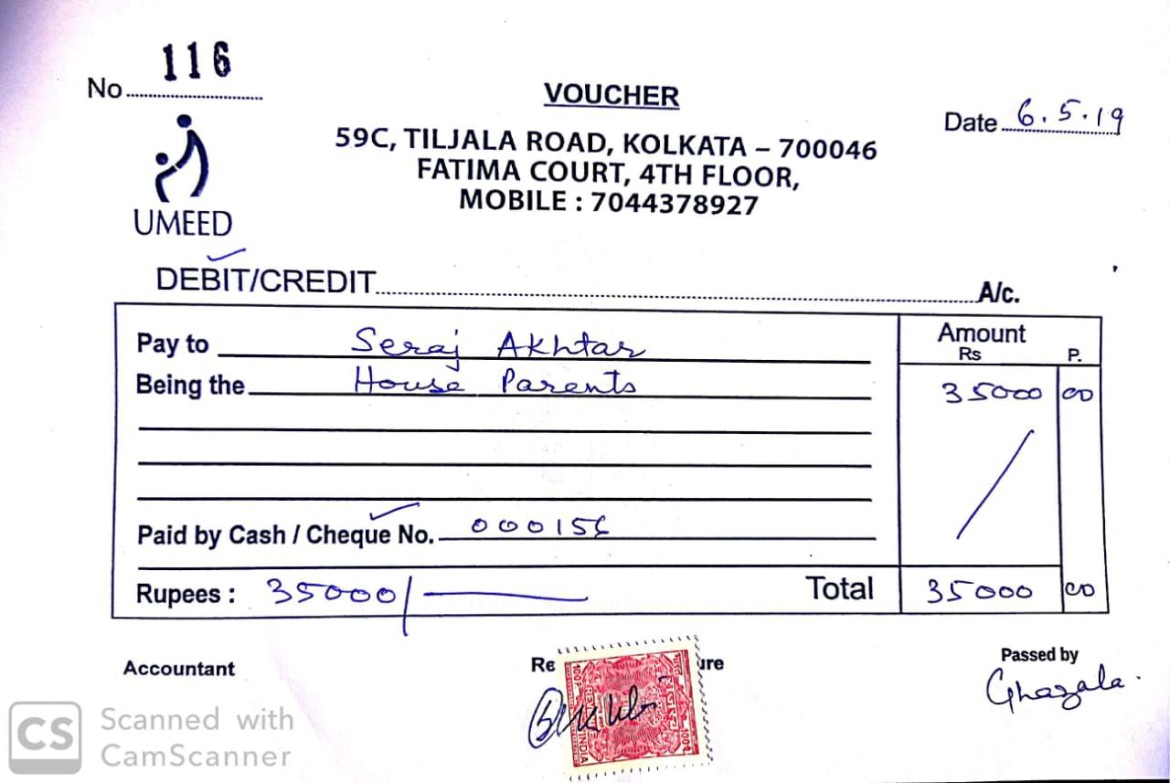 No 116
VOUCHER
Date 6.5.19
59C, TILJALA ROAD, KOLKATA – 700046
FATIMA COURT, 4TH FLOOR,
MOBILE : 7044378927
UMEED
DEBIT/CREDIT A/c.
Amount
Rs P.
Pay to Seraj Akhtar
Being the House Parents 35000 00
Paid by Cash / Cheque No.
Rupees : 35000/ Total 35000 00
Accountant
Passed by
Ghazala.
INDIA
CS Scanned with
CamScanner